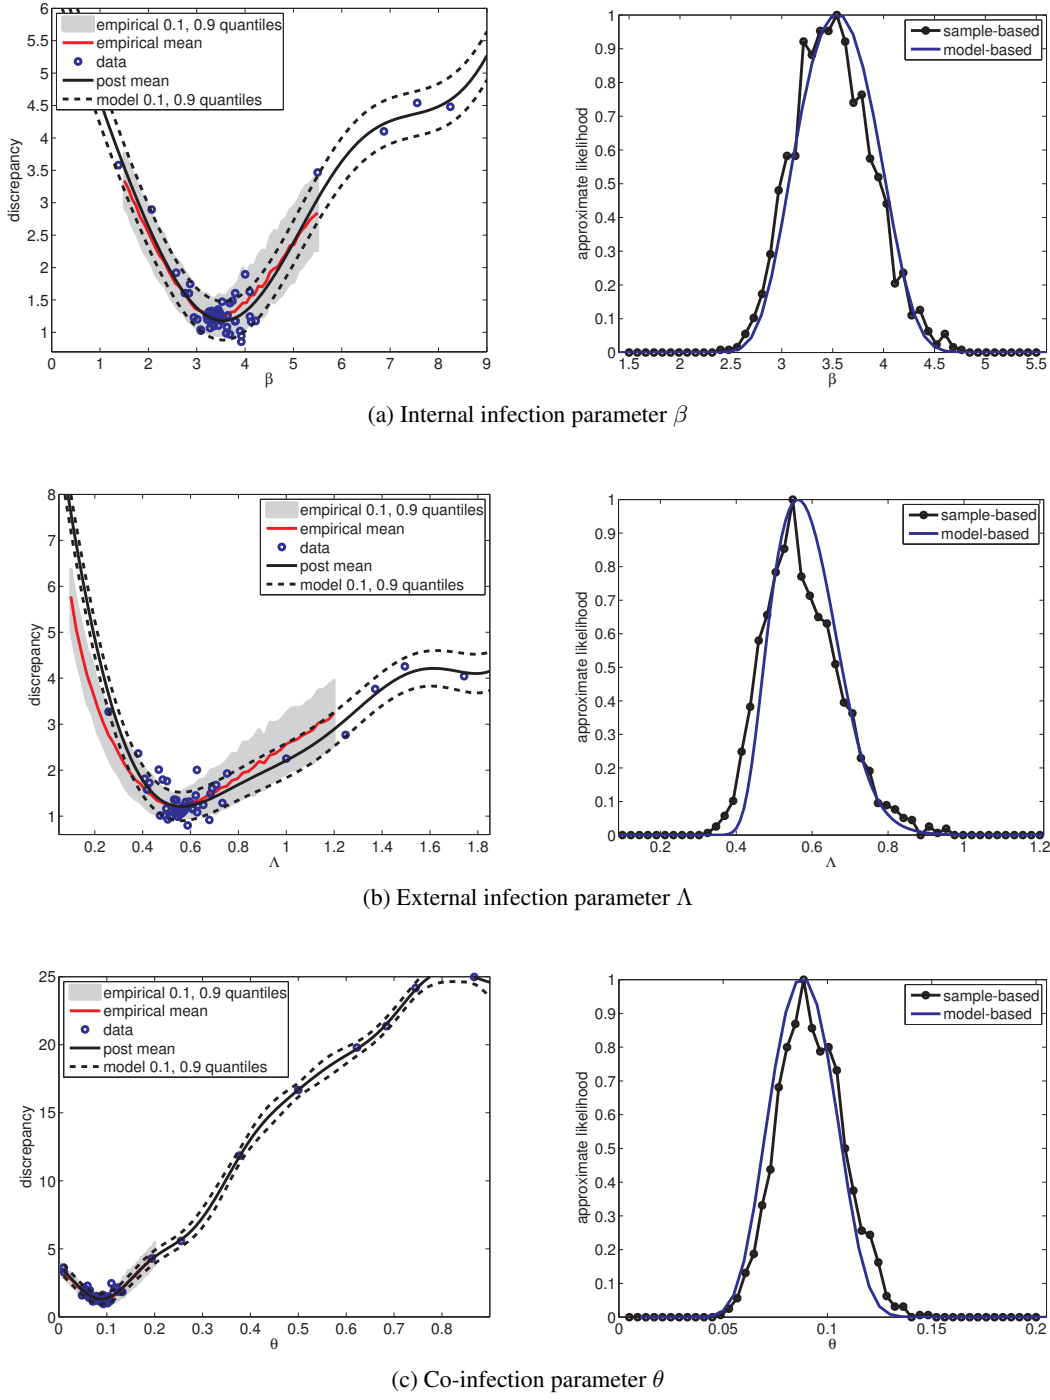 6
5.5
5
4.5
4
3.5
3
2.5
2
1.5
1
discrepancy
empirical 0.1, 0.9 quantiles
empirical mean
data
post mean
model 0.1, 0.9 quantiles
0 1 2 3 4 5 6 7 8 9
β
1
0.9
0.8
0.7
0.6
0.5
0.4
0.3
0.2
0.1
0
approximate likelihood
sample-based
model-based
1.5 2 2.5 3 3.5 4 4.5 5 5.5
β
(a) Internal infection parameter β
8
7
6
5
4
3
2
1
discrepancy
empirical 0.1, 0.9 quantiles
empirical mean
data
post mean
model 0.1, 0.9 quantiles
0.2 0.4 0.6 0.8 1 1.2 1.4 1.6 1.8
Λ
1
0.9
0.8
0.7
0.6
0.5
0.4
0.3
0.2
0.1
0
approximate likelihood
sample-based
model-based
0.2 0.4 0.6 0.8 1 1.2
Λ
(b) External infection parameter Λ
25
20
15
10
5
0
discrepancy
empirical 0.1, 0.9 quantiles
empirical mean
data
post mean
model 0.1, 0.9 quantiles
0 0.1 0.2 0.3 0.4 0.5 0.6 0.7 0.8
θ
1
0.9
0.8
0.7
0.6
0.5
0.4
0.3
0.2
0.1
0
approximate likelihood
sample-based
model-based
0 0.05 0.1 0.15 0.2
θ
(c) Co-infection parameter θ